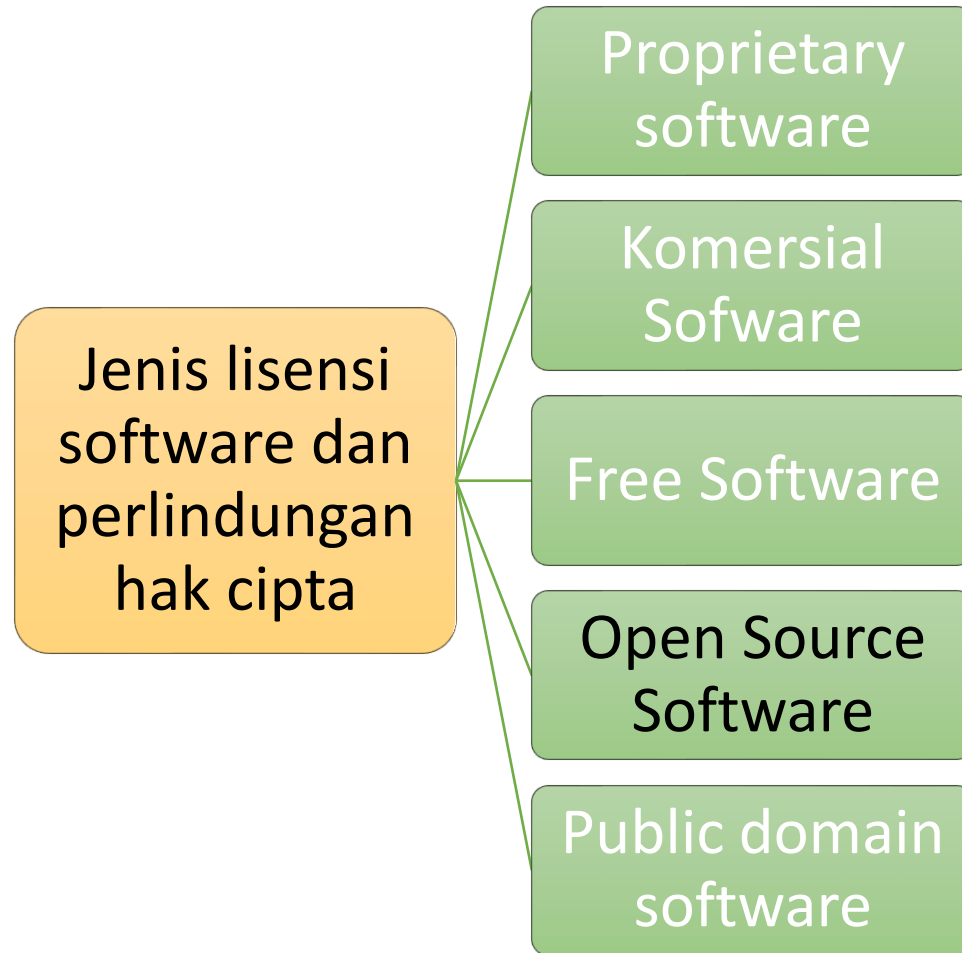 Jenis lisensi
software dan
perlindungan
hak cipta
Proprietary
software
Komersial
Sofware
Free Software
Open Source
Software
Public domain
software